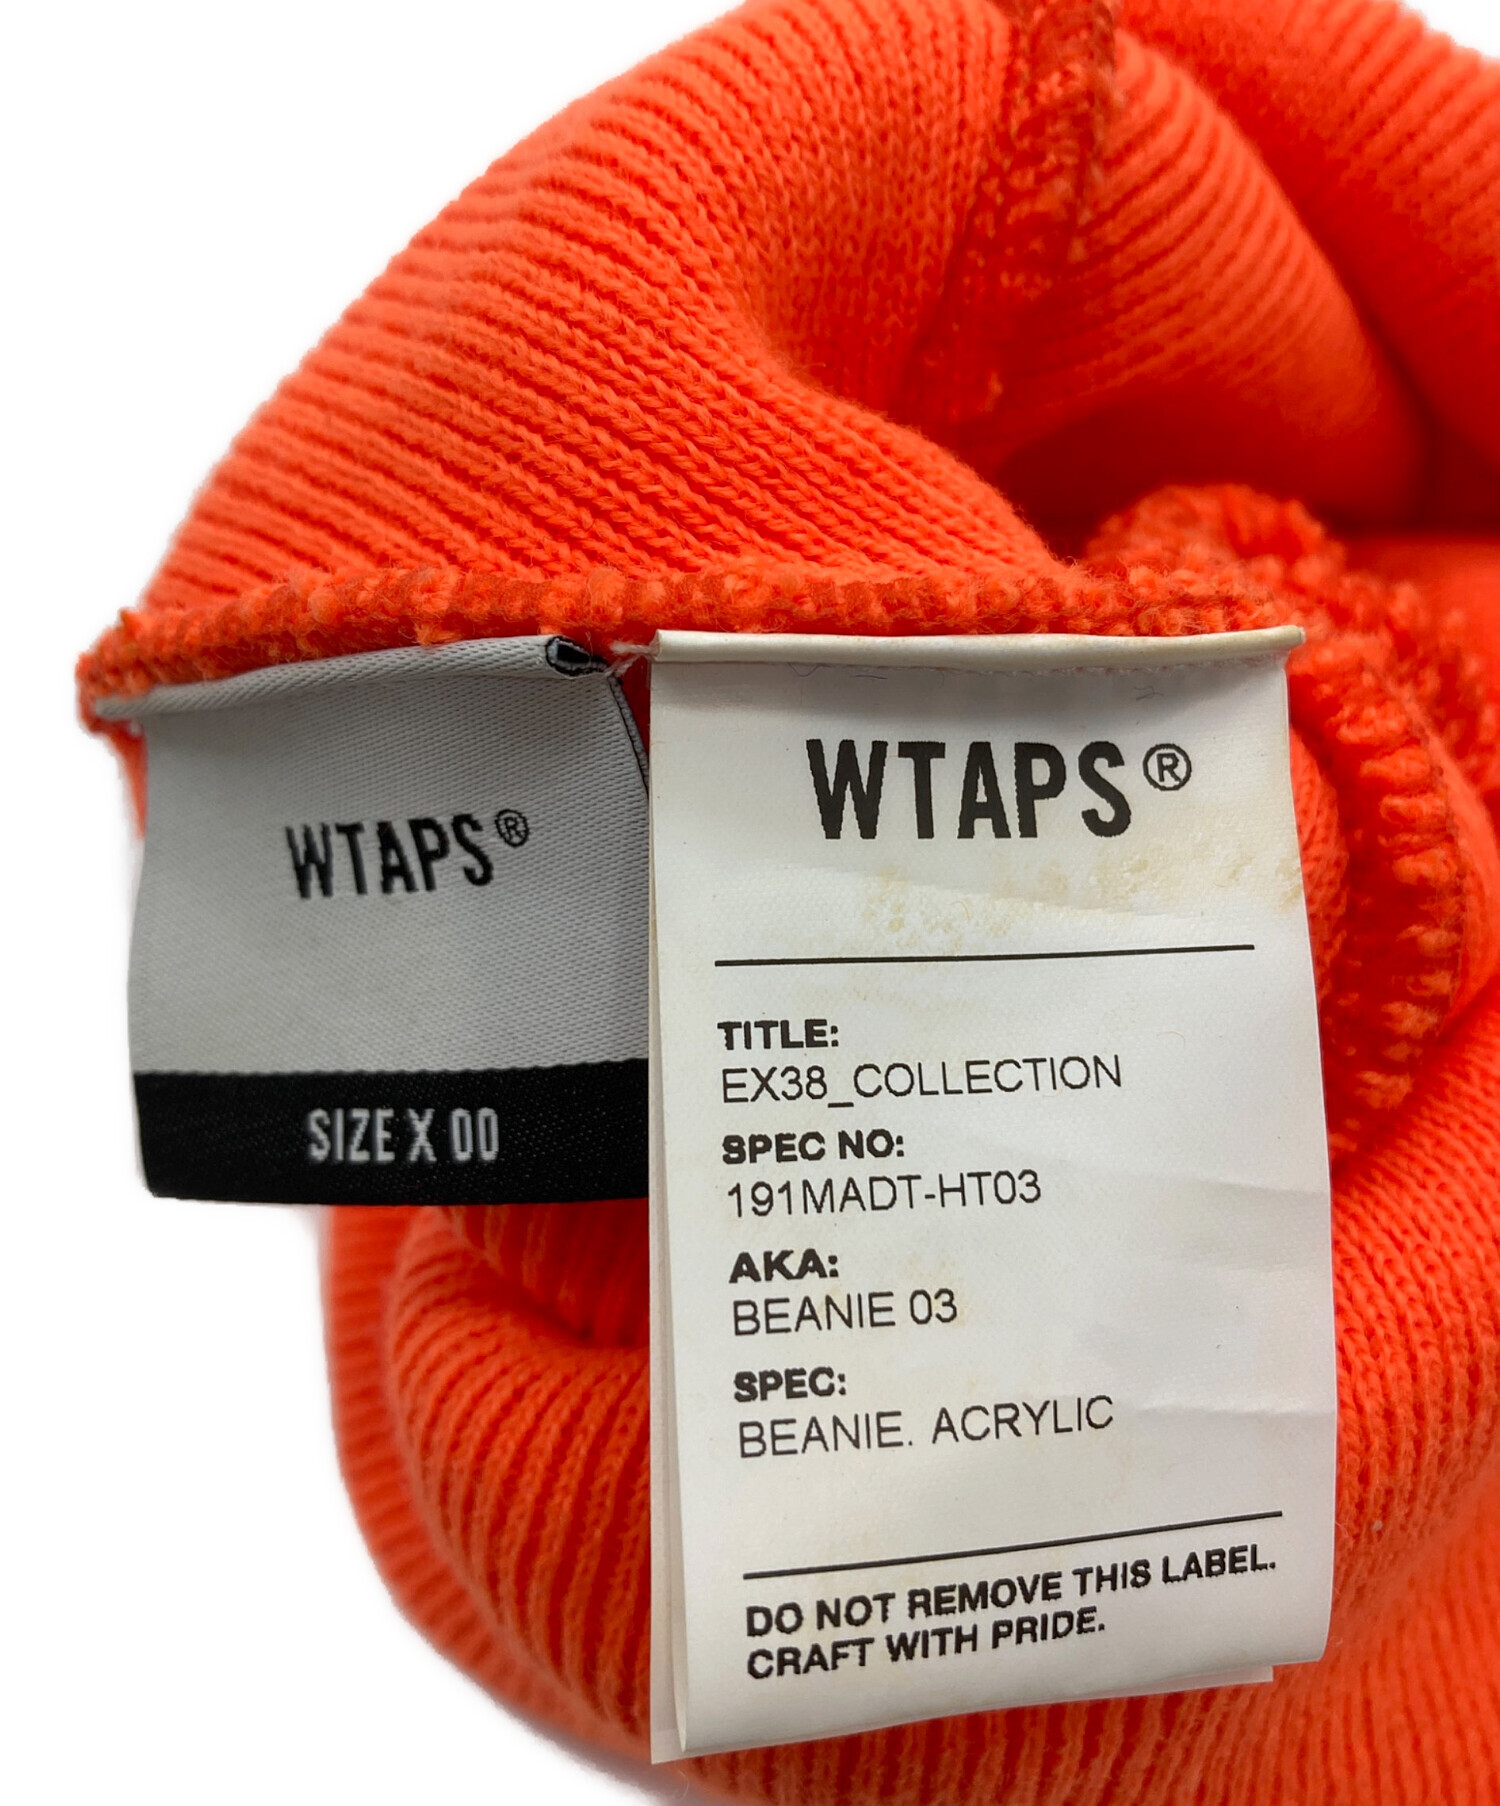 WTAPS®
SIZE X 00
WTAPS®
TITLE:
EX38_COLLECTION
SPEC NO:
191MADT-HT03
AKA:
BEANIE 03
SPEC:
BEANIE. ACRYLIC
DO NOT REMOVE THIS LABEL.
CRAFT WITH PRIDE.